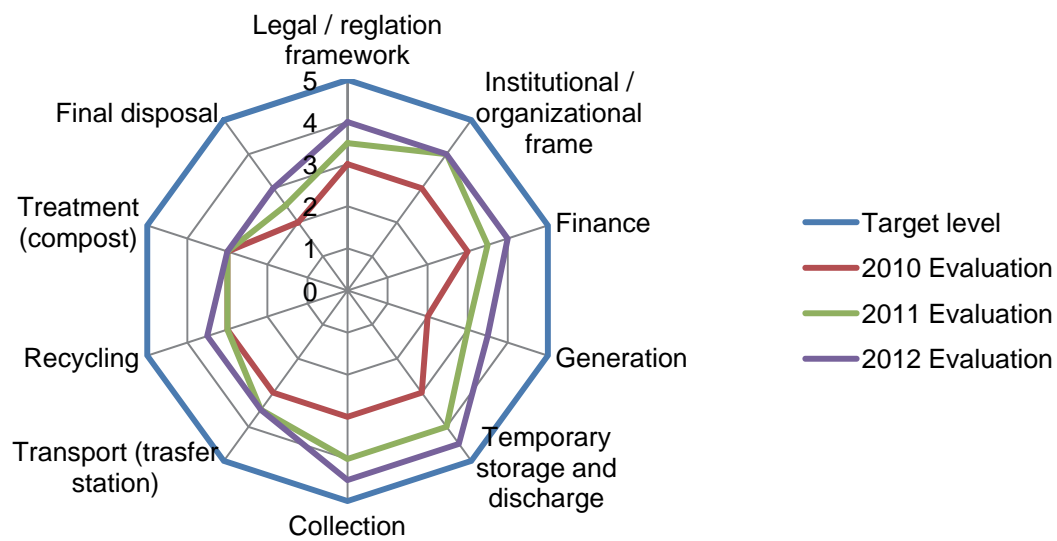 Legal / reglation
framework
Institutional /
organizational
frame
Finance
Generation
Temporary
storage and
discharge
Collection
Transport (trasfer
station)
Recycling
Treatment
(compost)
Final disposal
5
4
3
2
1
0
Target level
2010 Evaluation
2011 Evaluation
2012 Evaluation